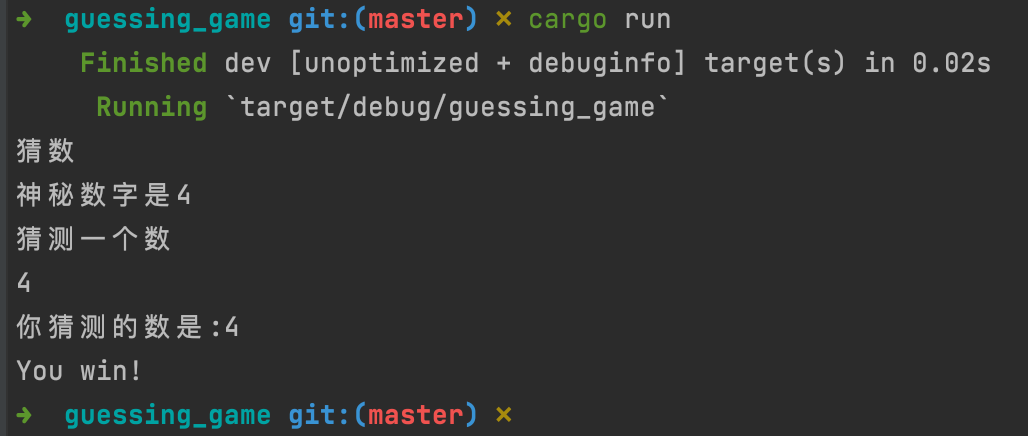 ➜  guessing_game git:(master) ✗ cargo run
    Finished dev [unoptimized + debuginfo] target(s) in 0.02s
     Running `target/debug/guessing_game`
猜数
神秘数字是4
猜测一个数
4
你猜测的数是:4
You win!
➜  guessing_game git:(master) ✗